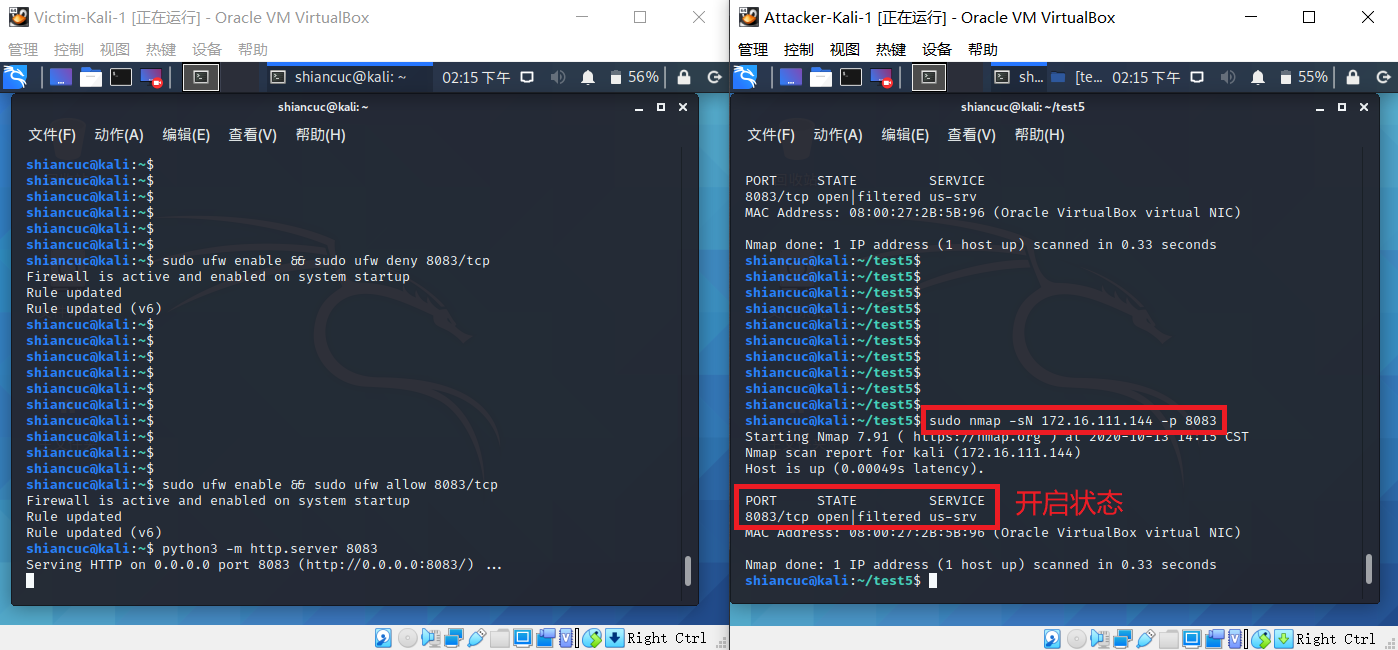 Victim-Kali-1 [正在运行] - Oracle VM VirtualBox
管理 控制 视图 热键 设备 帮助
shiancuc@kali: ~ 02:15 下午 56%
shiancuc@kali: ~
文件(F) 动作(A) 编辑(E) 查看(V) 帮助(H)
shiancuc@kali:~$
shiancuc@kali:~$
shiancuc@kali:~$
shiancuc@kali:~$
shiancuc@kali:~$
shiancuc@kali:~$
shiancuc@kali:~$ sudo ufw enable && sudo ufw deny 8083/tcp
Firewall is active and enabled on system startup
Rule updated
Rule updated (v6)
shiancuc@kali:~$
shiancuc@kali:~$
shiancuc@kali:~$
shiancuc@kali:~$
shiancuc@kali:~$
shiancuc@kali:~$
shiancuc@kali:~$
shiancuc@kali:~$
shiancuc@kali:~$
shiancuc@kali:~$
shiancuc@kali:~$ sudo ufw enable && sudo ufw allow 8083/tcp
Firewall is active and enabled on system startup
Rule updated
Rule updated (v6)
shiancuc@kali:~$ python3 -m http.server 8083
Serving HTTP on 0.0.0.0 port 8083 (http://0.0.0.0:8083/) ...
Right Ctrl
Attacker-Kali-1 [正在运行] - Oracle VM VirtualBox
管理 控制 视图 热键 设备 帮助
sh... [te... 02:15 下午 55%
shiancuc@kali: ~/test5
文件(F) 动作(A) 编辑(E) 查看(V) 帮助(H)
PORT STATE SERVICE
8083/tcp open|filtered us-srv
MAC Address: 08:00:27:2B:5B:96 (Oracle VirtualBox virtual NIC)
Nmap done: 1 IP address (1 host up) scanned in 0.33 seconds
shiancuc@kali:~/test5$
shiancuc@kali:~/test5$
shiancuc@kali:~/test5$
shiancuc@kali:~/test5$
shiancuc@kali:~/test5$
shiancuc@kali:~/test5$
shiancuc@kali:~/test5$
shiancuc@kali:~/test5$
shiancuc@kali:~/test5$
shiancuc@kali:~/test5$
shiancuc@kali:~/test5$ sudo nmap -sN 172.16.111.144 -p 8083
Starting Nmap 7.91 ( https://nmap.org ) at 2020-10-13 14:15 CST
Nmap scan report for kali (172.16.111.144)
Host is up (0.00049s latency).
PORT STATE SERVICE
8083/tcp open|filtered us-srv
开启状态
MAC Address: 08:00:27:2B:5B:96 (Oracle VirtualBox virtual NIC)
Nmap done: 1 IP address (1 host up) scanned in 0.33 seconds
shiancuc@kali:~/test5$
Right Ctrl